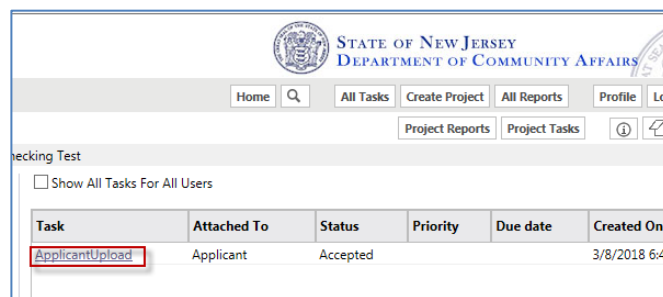 STATE OF NEW JERSEY
DEPARTMENT OF COMMUNITY AFFAIRS
Home All Tasks Create Project All Reports Profile
Project Reports Project Tasks
Test
Show All Tasks For All Users
Task Attached To Status Priority Due date Created On
ApplicantUpload Applicant Accepted 3/8/2018